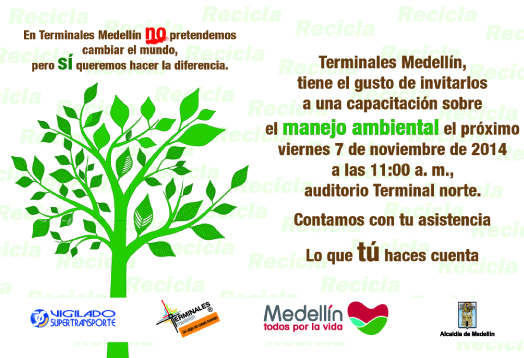 En Terminales Medellín no pretendemos
cambiar el mundo,
pero sí queremos hacer la diferencia.
Terminales Medellín,
tiene el gusto de invitarlos
a una capacitación sobre
el manejo ambiental el próximo
viernes 7 de noviembre de 2014
a las 11:00 a. m.,
auditorio Terminal norte.
Contamos con tu asistencia
Lo que tú haces cuenta
Recicla
VIGILADO
SUPERTRANSPORTE
TERMINALES
Medellín
todos por la vida
Alcaldía de Medellín